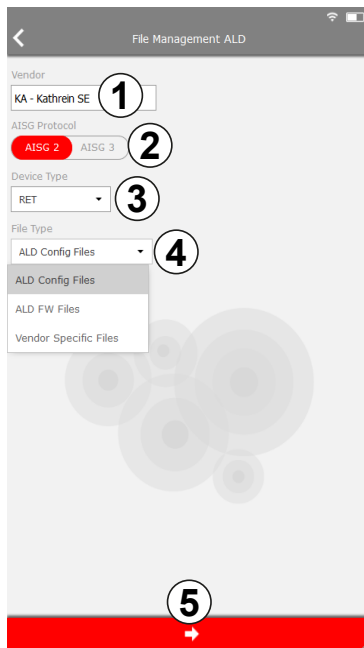 File Management ALD
Vendor
KA - Kathrein SE
1
AISG Protocol
AISG 2 AISG 3
2
Device Type
RET
3
File Type
ALD Config Files
4
ALD Config Files
ALD FW Files
Vendor Specific Files
5